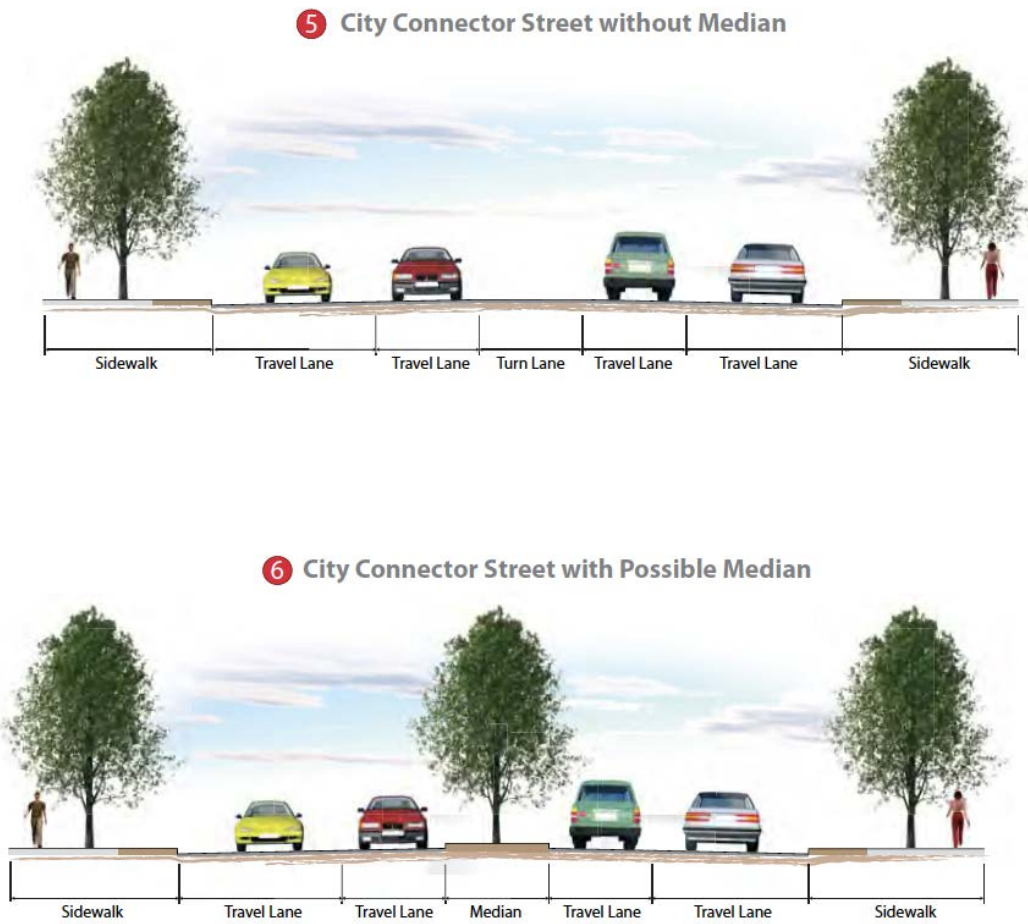 5 City Connector Street without Median
Sidewalk Travel Lane Travel Lane Turn Lane Travel Lane Travel Lane Sidewalk
6 City Connector Street with Possible Median
Sidewalk Travel Lane Travel Lane Median Travel Lane Travel Lane Sidewalk